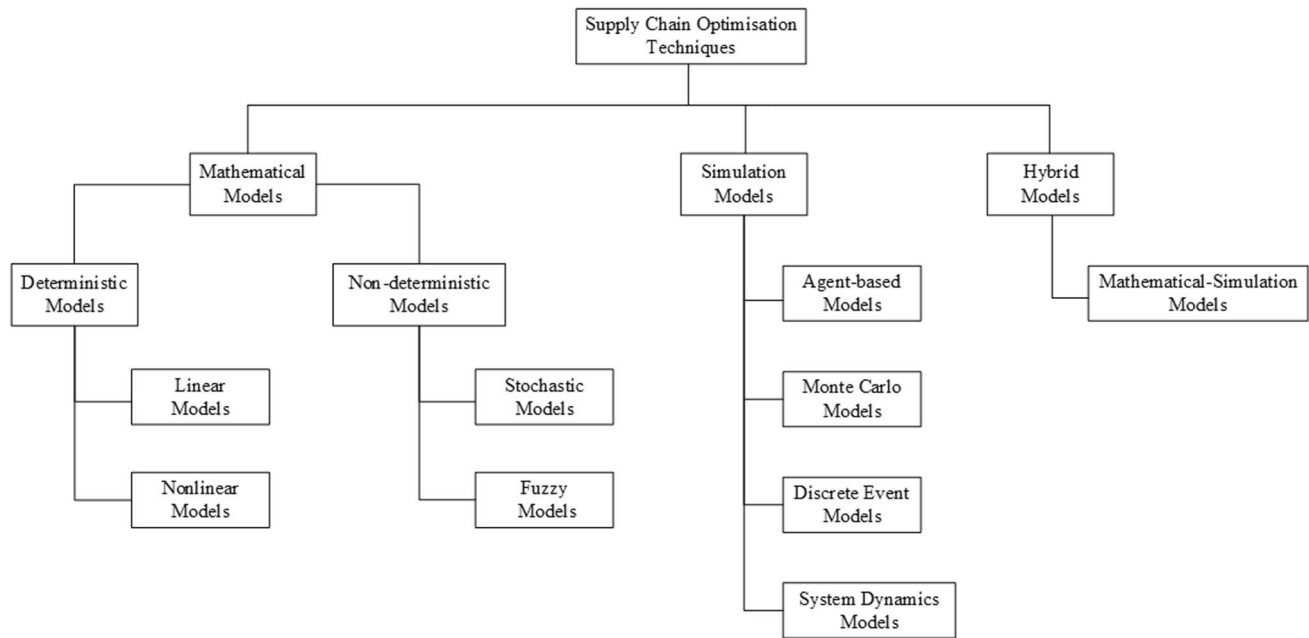 Supply Chain Optimisation
Techniques
Mathematical
Models
Simulation
Models
Hybrid
Models
Deterministic
Models
Non-deterministic
Models
Agent-based
Models
Mathematical-Simulation
Models
Linear
Models
Stochastic
Models
Monte Carlo
Models
Nonlinear
Models
Fuzzy
Models
Discrete Event
Models
System Dynamics
Models